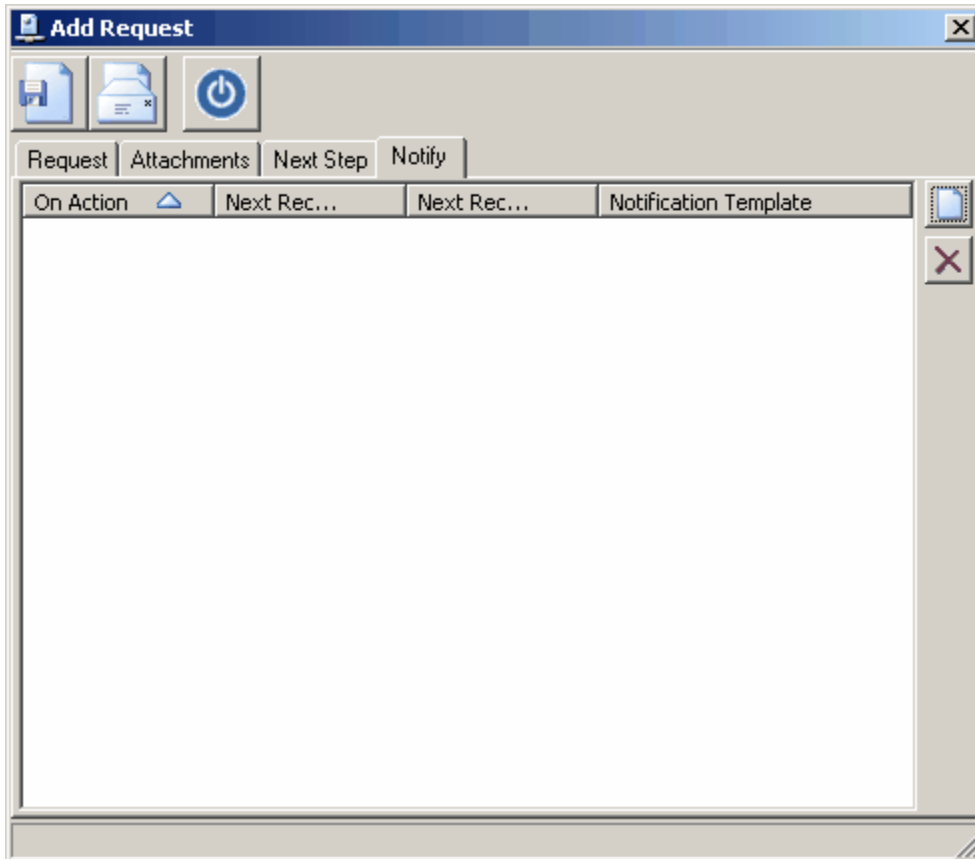 Add Request
Request Attachments Next Step Notify
On Action Next Rec... Next Rec... Notification Template